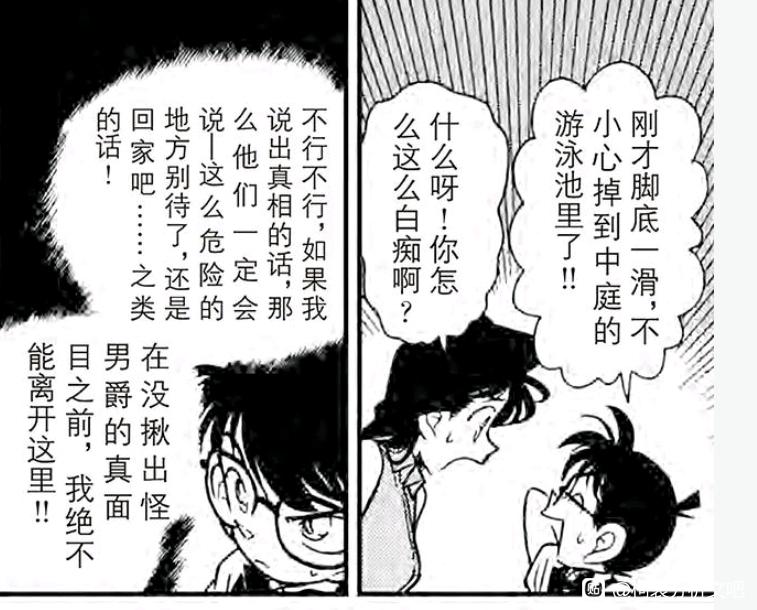 刚才脚底一滑，不
小心掉到中庭的
游泳池里了！！
什么呀！你怎
么这么白痴啊？
不行不行，如果我
说出真相的话，那
么他们一定会
说—这么危险的
地方别待了，还是
回家吧……之类
的话！
在没揪出怪
男爵的真面
目之前，我绝不
能离开这里！！
贴